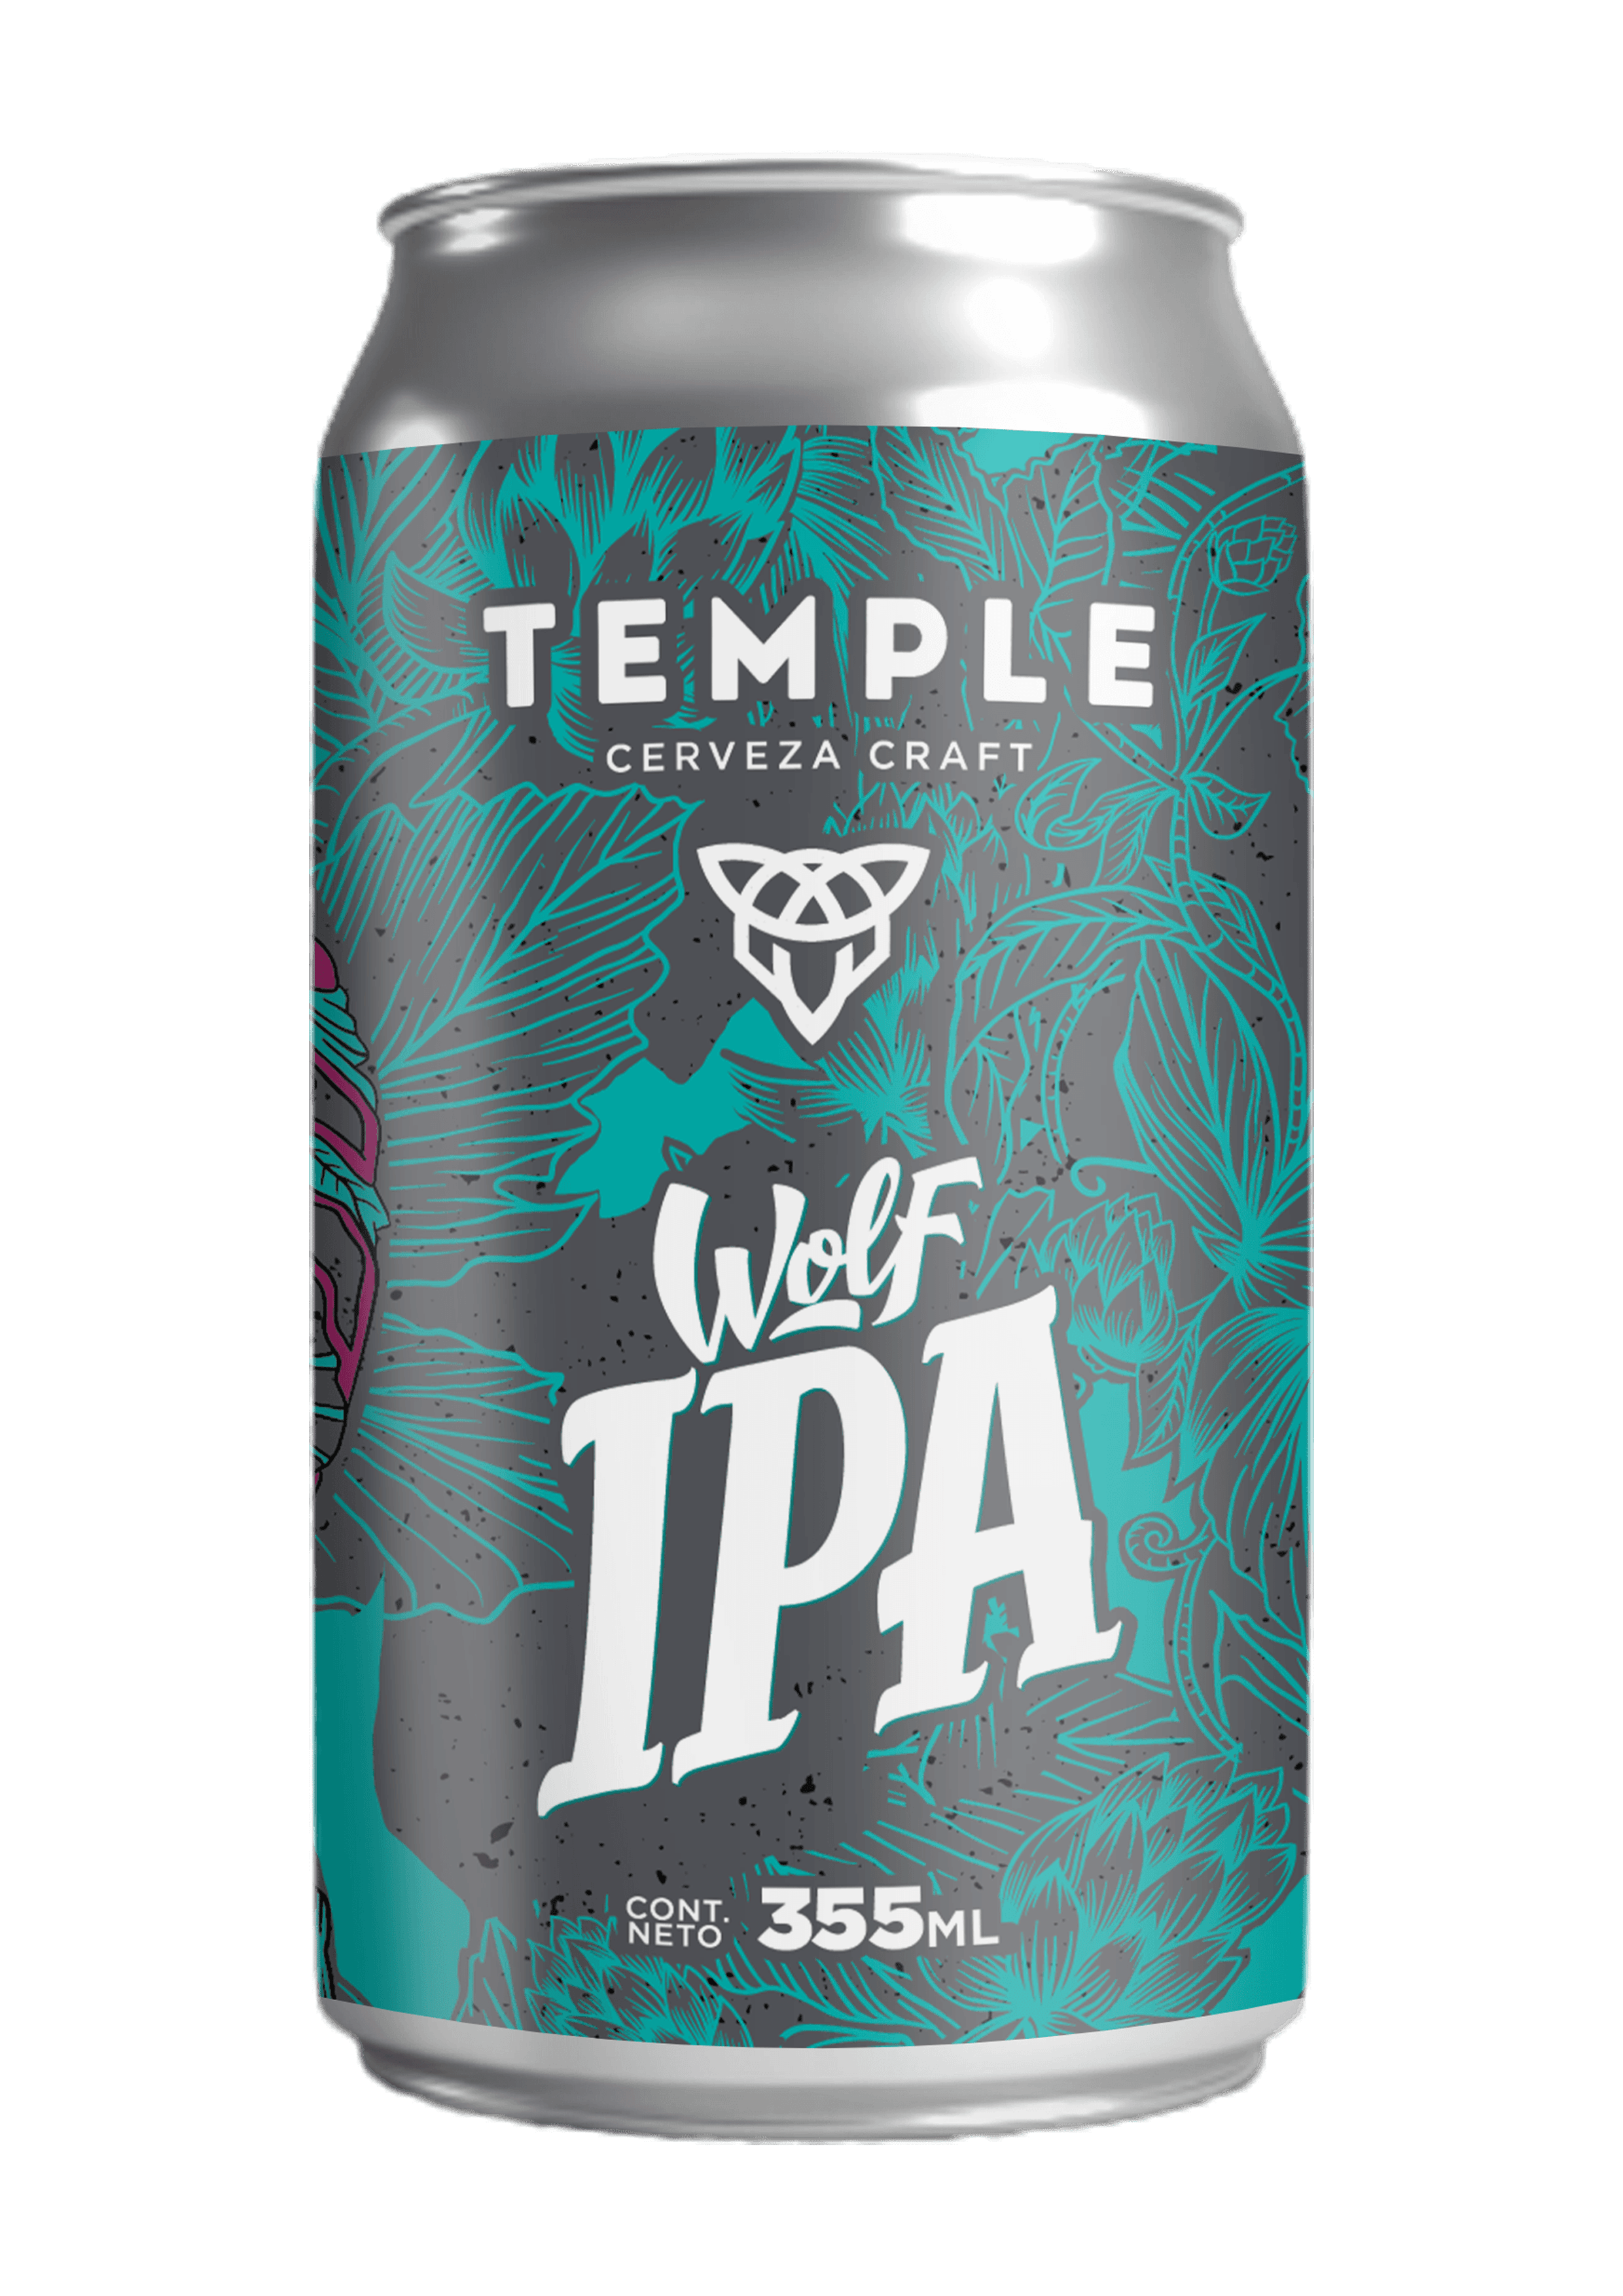 TEMPLE
CERVEZA CRAFT
Wolf
IPA
CONT.
NETO
355ML